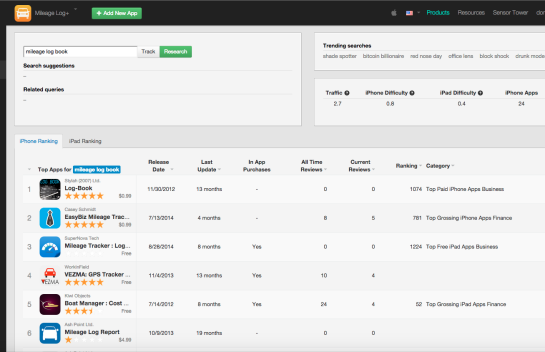 Mileage Log+
+ Add New App
Products Resources Sensor Tower
mileage log book Track Research
Search suggestions
–
Related queries
–
Trending searches
shade spotter bitcoin billionaire red nose day office lens block shock drunk mode
Traffic iPhone Difficulty iPad Difficulty iPhone Apps
2.7 0.8 0.4 24
iPhone Ranking iPad Ranking
Top Apps for mileage log book Release Date Last Update In App Purchases All Time Reviews Current Reviews Ranking Category
1 Log-Book $0.99 11/30/2012 13 months - 0 0 1074 Top Paid iPhone Apps Business
2 Casey Schmidt EasyBiz Mileage Trac... $0.99 7/13/2014 4 months - 8 5 781 Top Grossing iPhone Apps Finance
3 SuperNova Tech Mileage Tracker : Log... Free 8/28/2014 8 months Yes 0 0 1224 Top Free iPad Apps Business
4 VEZMA WorkonField VEZMA: GPS Tracker ... Free 11/4/2013 13 months Yes 10 4
5 Kiwi Objects Boat Manager : Cost ... Free 7/14/2012 8 months Yes 24 4 52 Top Grossing iPad Apps Finance
6 Ash Point Ltd. Mileage Log Report $4.99 10/9/2013 19 months - 0 0